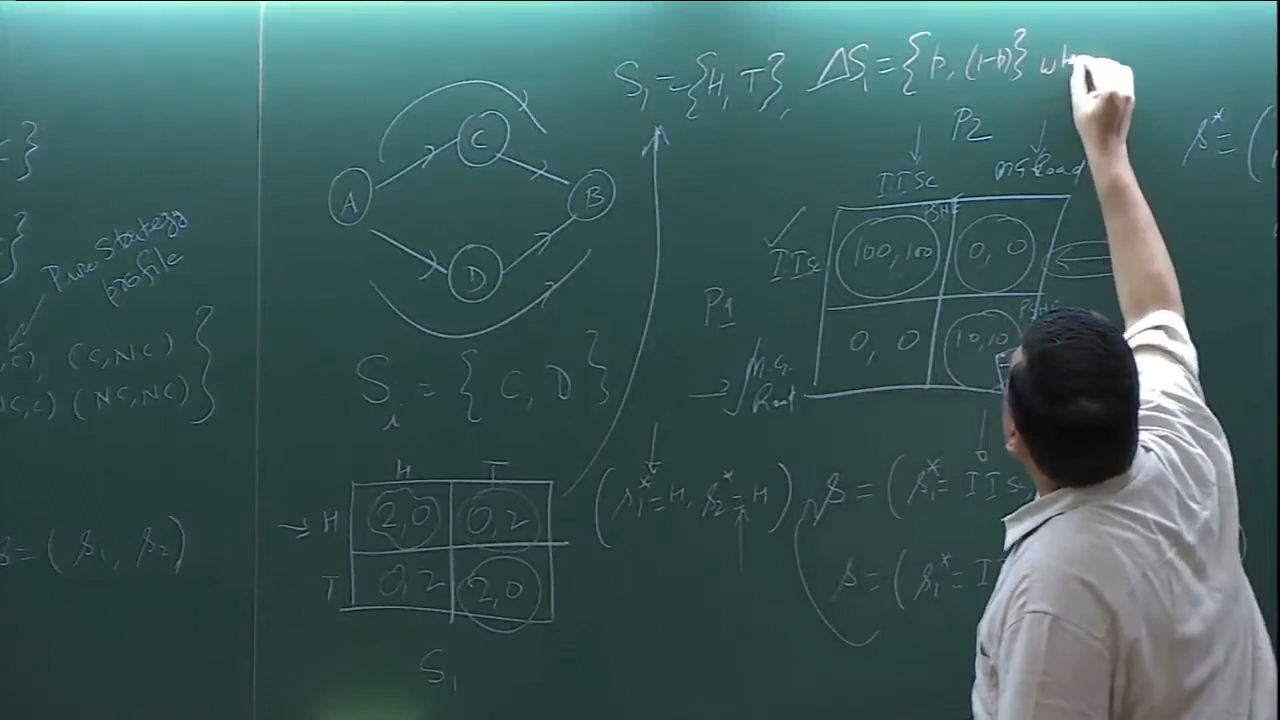 S₁ = {H, T}, ΔS₁ = {p, (1-p)} wh
C}
Pure Strategy
profile
, C), (C, NC)
NC, C) (NC, NC) }
s = (s₁, s₂)
A
C
B
D
Sᵢ = { C, D }
H T
H 2,0 0,2
T 0,2 2,0
S₁
P2
IISc M.G. Road
PSNE
IISc 100,100 0, 0
P1
PSNE
M.G. Road 0, 0 10,10
(s₁* = H, s₂* = H)
s = (s₁* = IISc,
s = (s₁* = II
s* = (